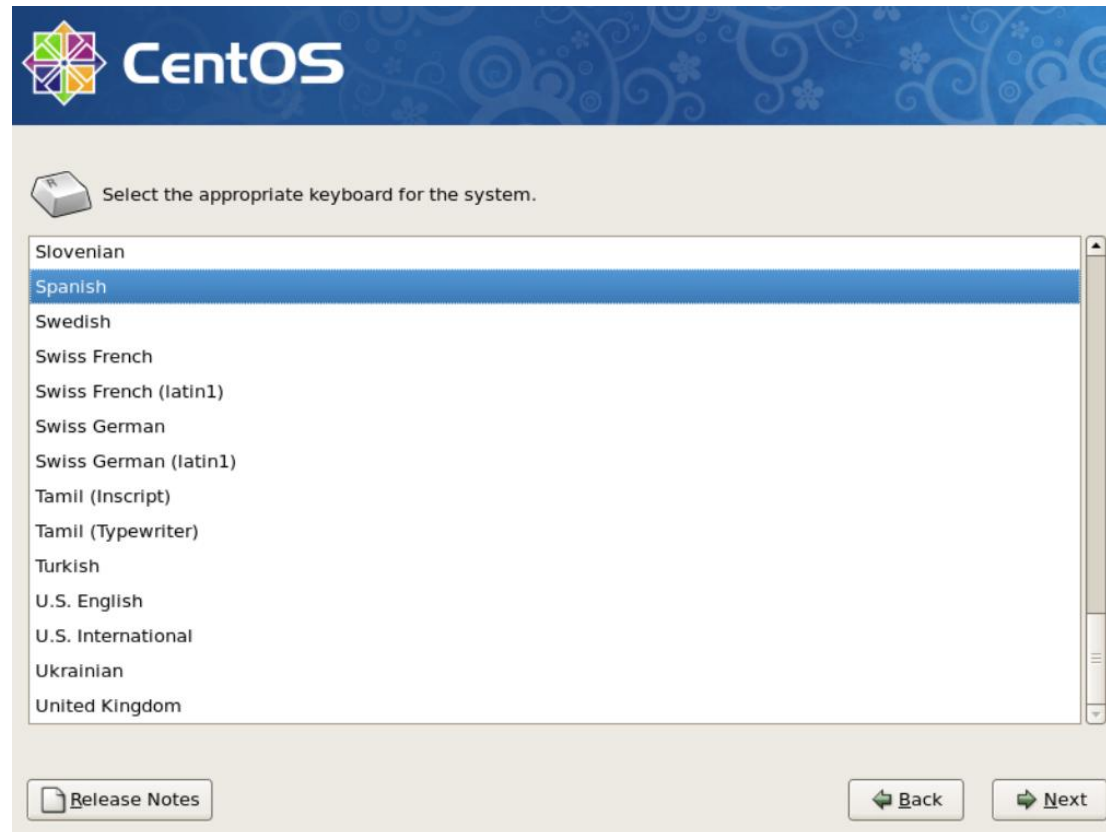 CentOS
R
Select the appropriate keyboard for the system.
Slovenian
Spanish
Swedish
Swiss French
Swiss French (latin1)
Swiss German
Swiss German (latin1)
Tamil (Inscript)
Tamil (Typewriter)
Turkish
U.S. English
U.S. International
Ukrainian
United Kingdom
Release Notes
Back
Next